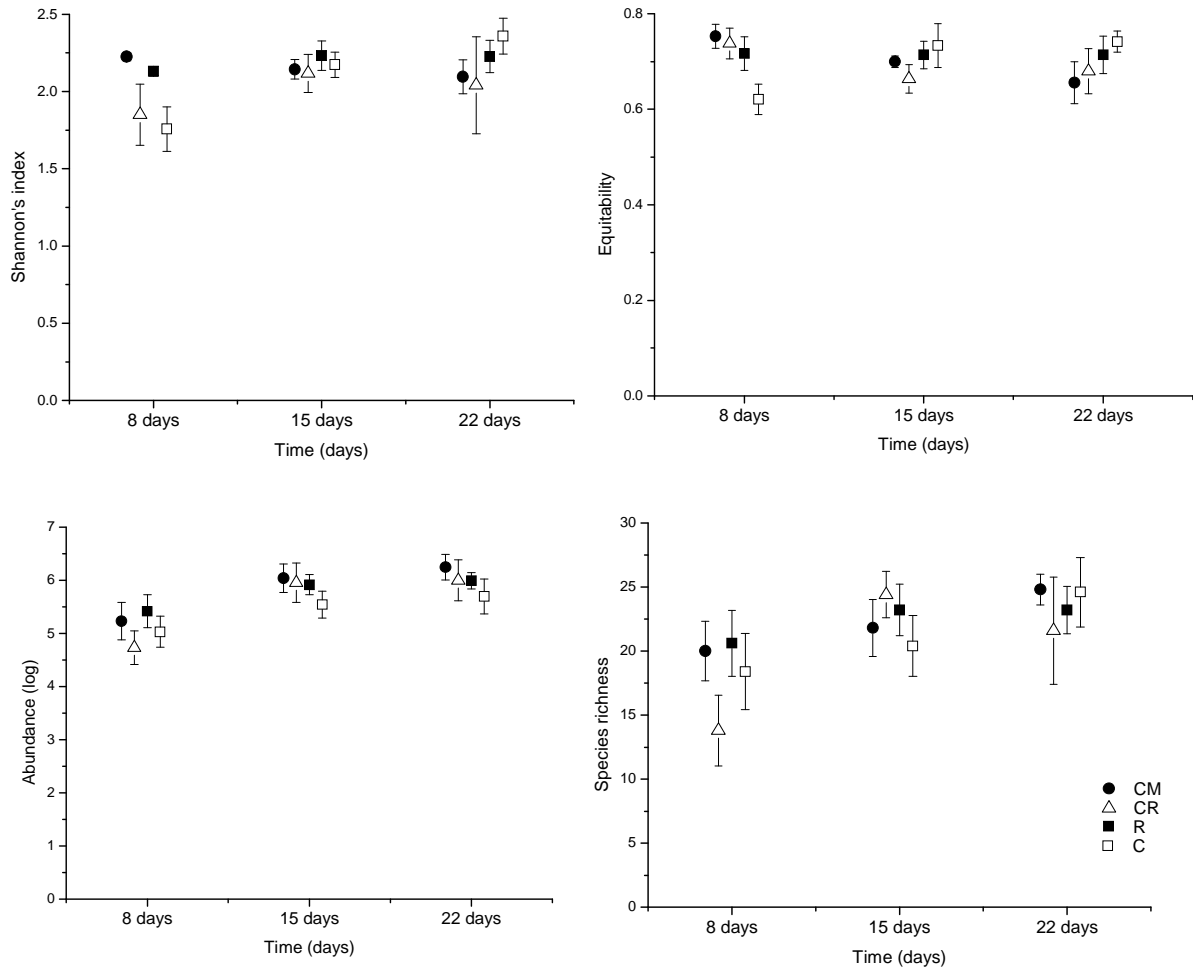 Shannon's index
2.5
2.0
1.5
1.0
0.5
0.0
8 days
15 days
22 days
Time (days)
Equitability
0.8
0.6
0.4
0.2
0.0
8 days
15 days
22 days
Time (days)
Abundance (log)
7
6
5
4
3
2
1
0
8 days
15 days
22 days
Time (days)
Species richness
30
25
20
15
10
5
0
CM
CR
R
C
8 days
15 days
22 days
Time (days)